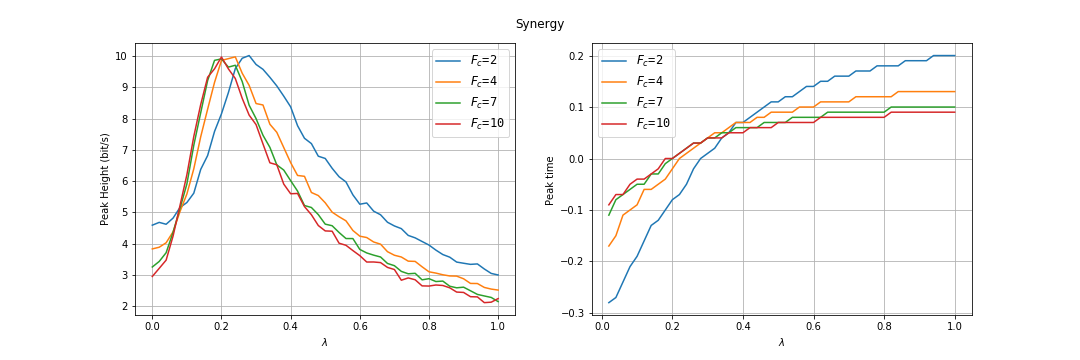 Synergy
Peak Height (bit/s)
10
9
8
7
6
5
4
3
2
0.0 0.2 0.4 0.6 0.8 1.0
λ
F_c=2
F_c=4
F_c=7
F_c=10
Peak time
0.2
0.1
0.0
−0.1
−0.2
−0.3
0.0 0.2 0.4 0.6 0.8 1.0
λ
F_c=2
F_c=4
F_c=7
F_c=10